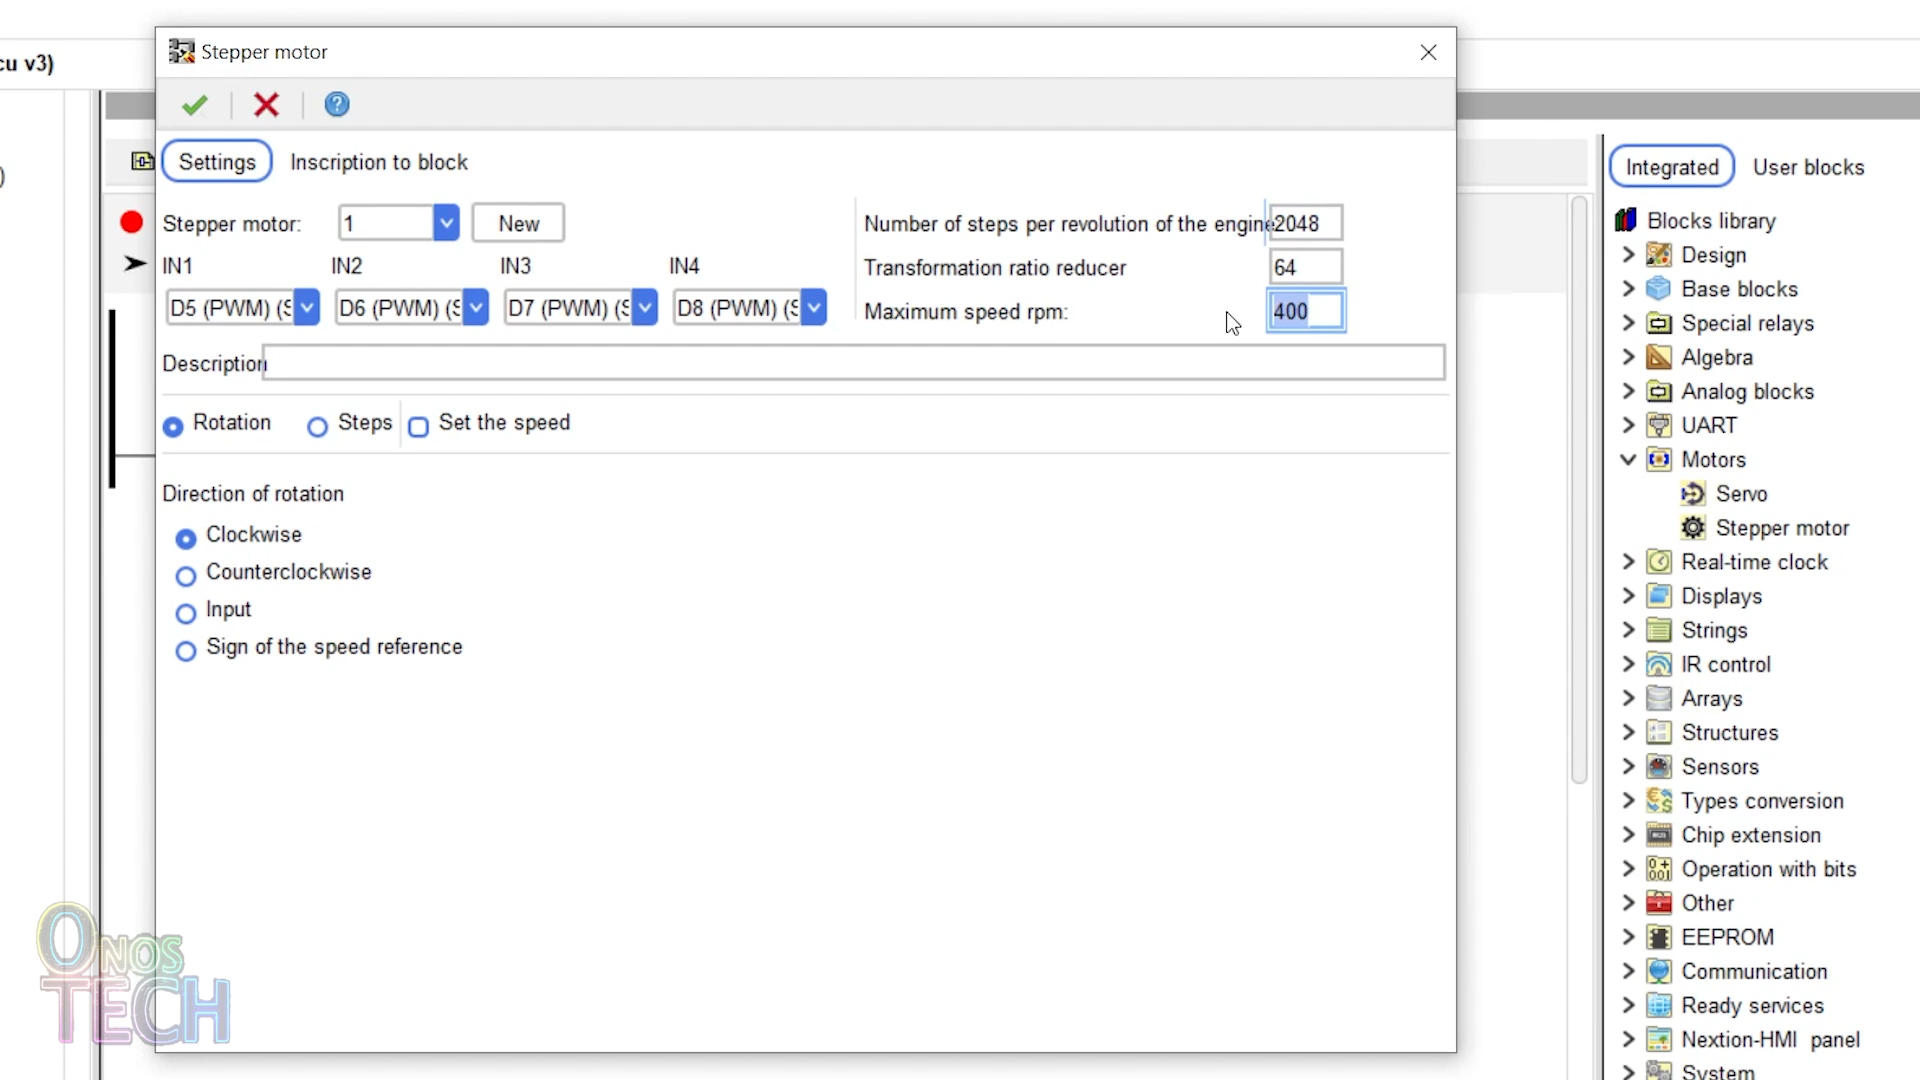 cu v3)
Stepper motor
Settings Inscription to block
Stepper motor: 1 New
IN1 IN2 IN3 IN4
D5 (PWM) (S D6 (PWM) (S D7 (PWM) (S D8 (PWM) (S
Number of steps per revolution of the engine 2048
Transformation ratio reducer 64
Maximum speed rpm: 400
Description
Rotation Steps Set the speed
Direction of rotation
Clockwise
Counterclockwise
Input
Sign of the speed reference
)
Integrated User blocks
Blocks library
Design
Base blocks
Special relays
Algebra
Analog blocks
UART
Motors
Servo
Stepper motor
Real-time clock
Displays
Strings
IR control
Arrays
Structures
Sensors
Types conversion
Chip extension
Operation with bits
Other
EEPROM
Communication
Ready services
Nextion-HMI panel
System
ONOS
TECH